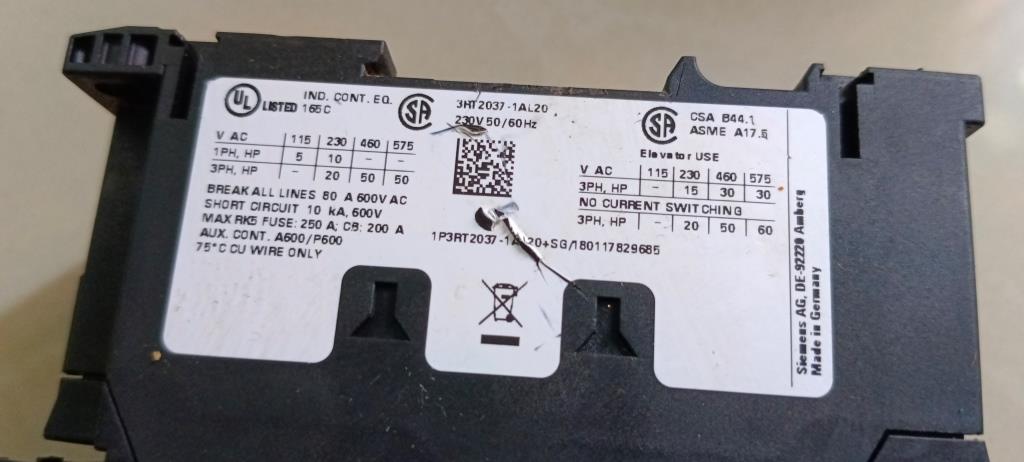 UL LISTED IND. CONT. EQ.
165C
SA
3RT2037-1AL20
230V 50/60Hz
V AC 115 230 460 575
1PH, HP 5 10 - -
3PH, HP - 20 50 50
BREAK ALL LINES 80 A 600V AC
SHORT CIRCUIT 10 kA, 600V
MAX RK5 FUSE: 250 A; CB: 200 A
AUX. CONT. A600/P600
75°C CU WIRE ONLY
1P3RT2037-1AL20+SG/180117829685
SA
CSA B44.1
ASME A17.5
Elevator USE
V AC 115 230 460 575
3PH, HP - 15 30 30
NO CURRENT SWITCHING
3PH, HP - 20 50 60
Siemens AG, DE-92220 Amberg
Made in Germany